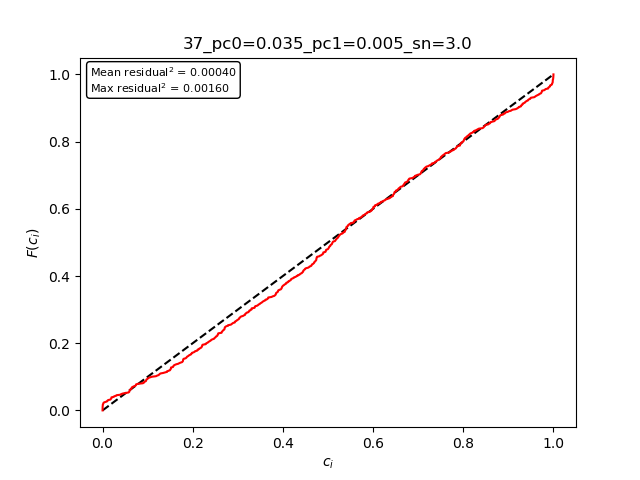 37_pc0=0.035_pc1=0.005_sn=3.0
Mean residual² = 0.00040
Max residual² = 0.00160
1.0
0.8
0.6
0.4
0.2
0.0
F(cᵢ)
0.0 0.2 0.4 0.6 0.8 1.0
cᵢ